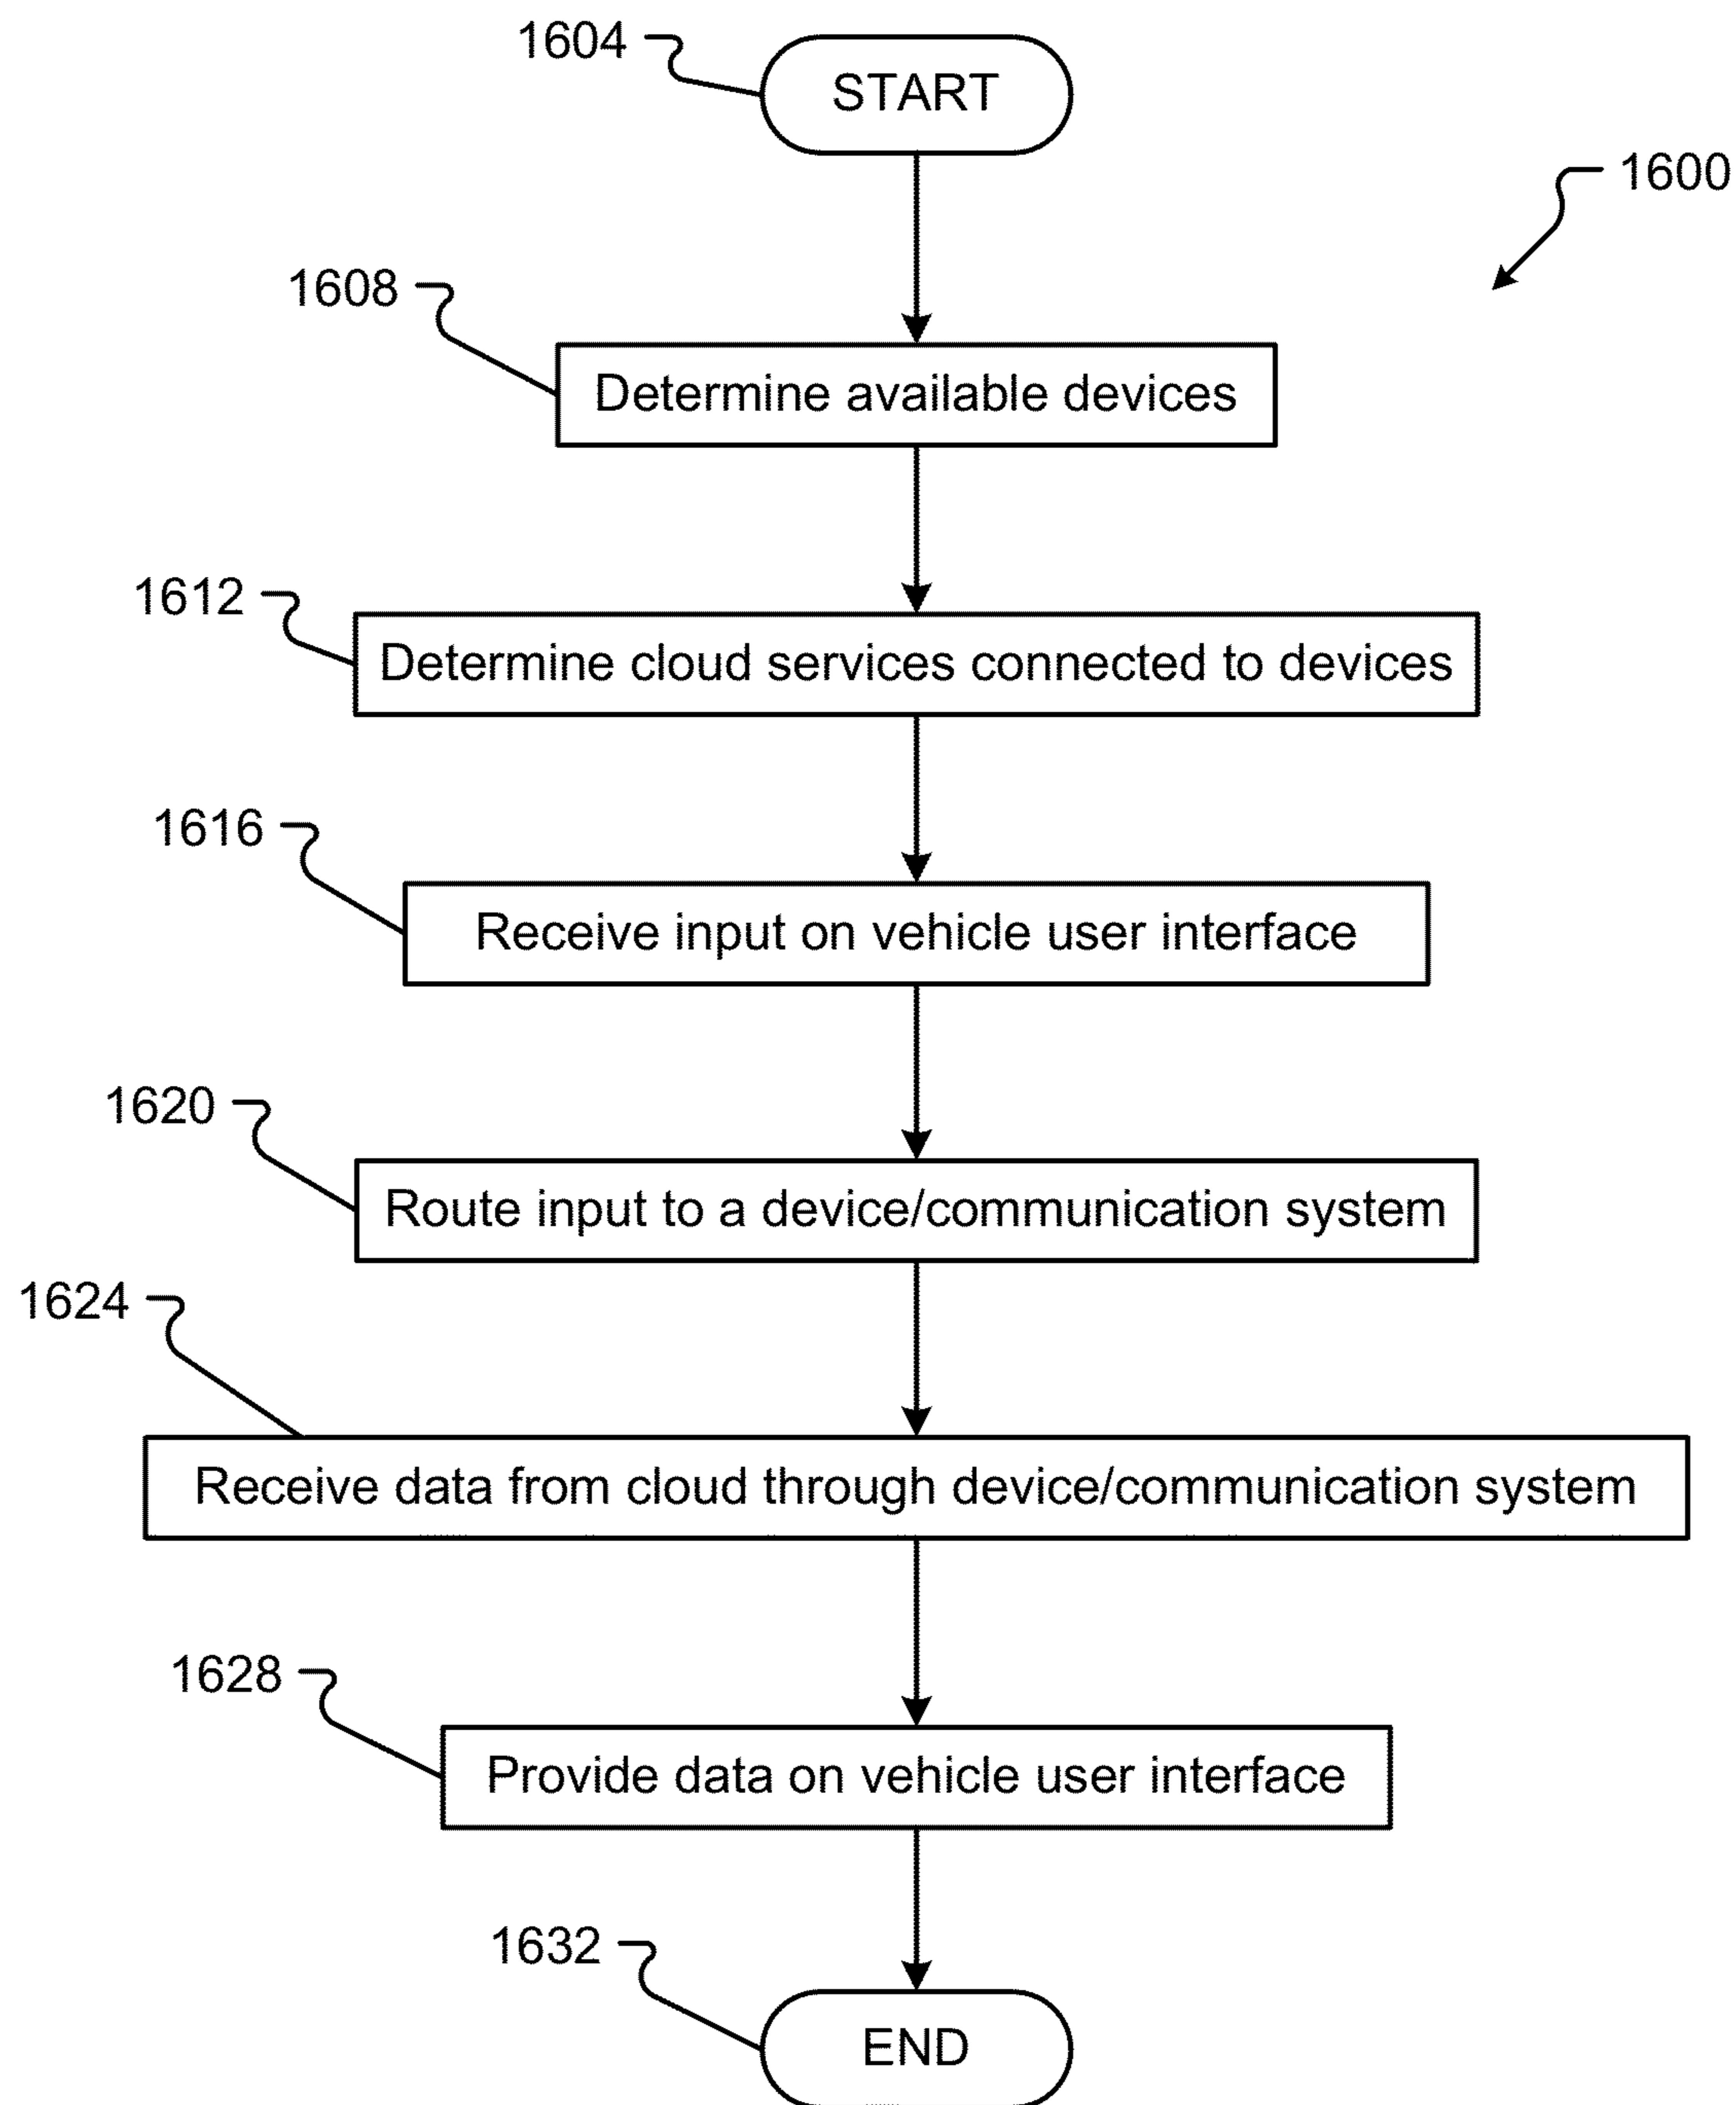 1604
START
1600
1608
Determine available devices
1612
Determine cloud services connected to devices
1616
Receive input on vehicle user interface
1620
Route input to a device/communication system
1624
Receive data from cloud through device/communication system
1628
Provide data on vehicle user interface
1632
END